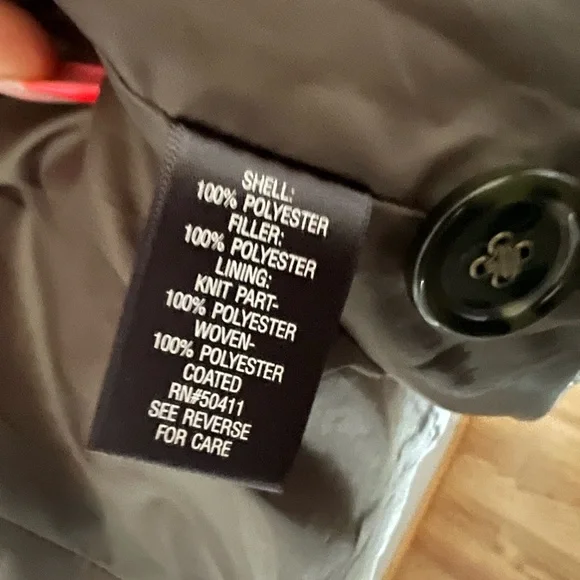 SHELL:
100% POLYESTER
FILLER:
100% POLYESTER
LINING:
KNIT PART-
100% POLYESTER
WOVEN-
100% POLYESTER
COATED
RN#50411
SEE REVERSE
FOR CARE